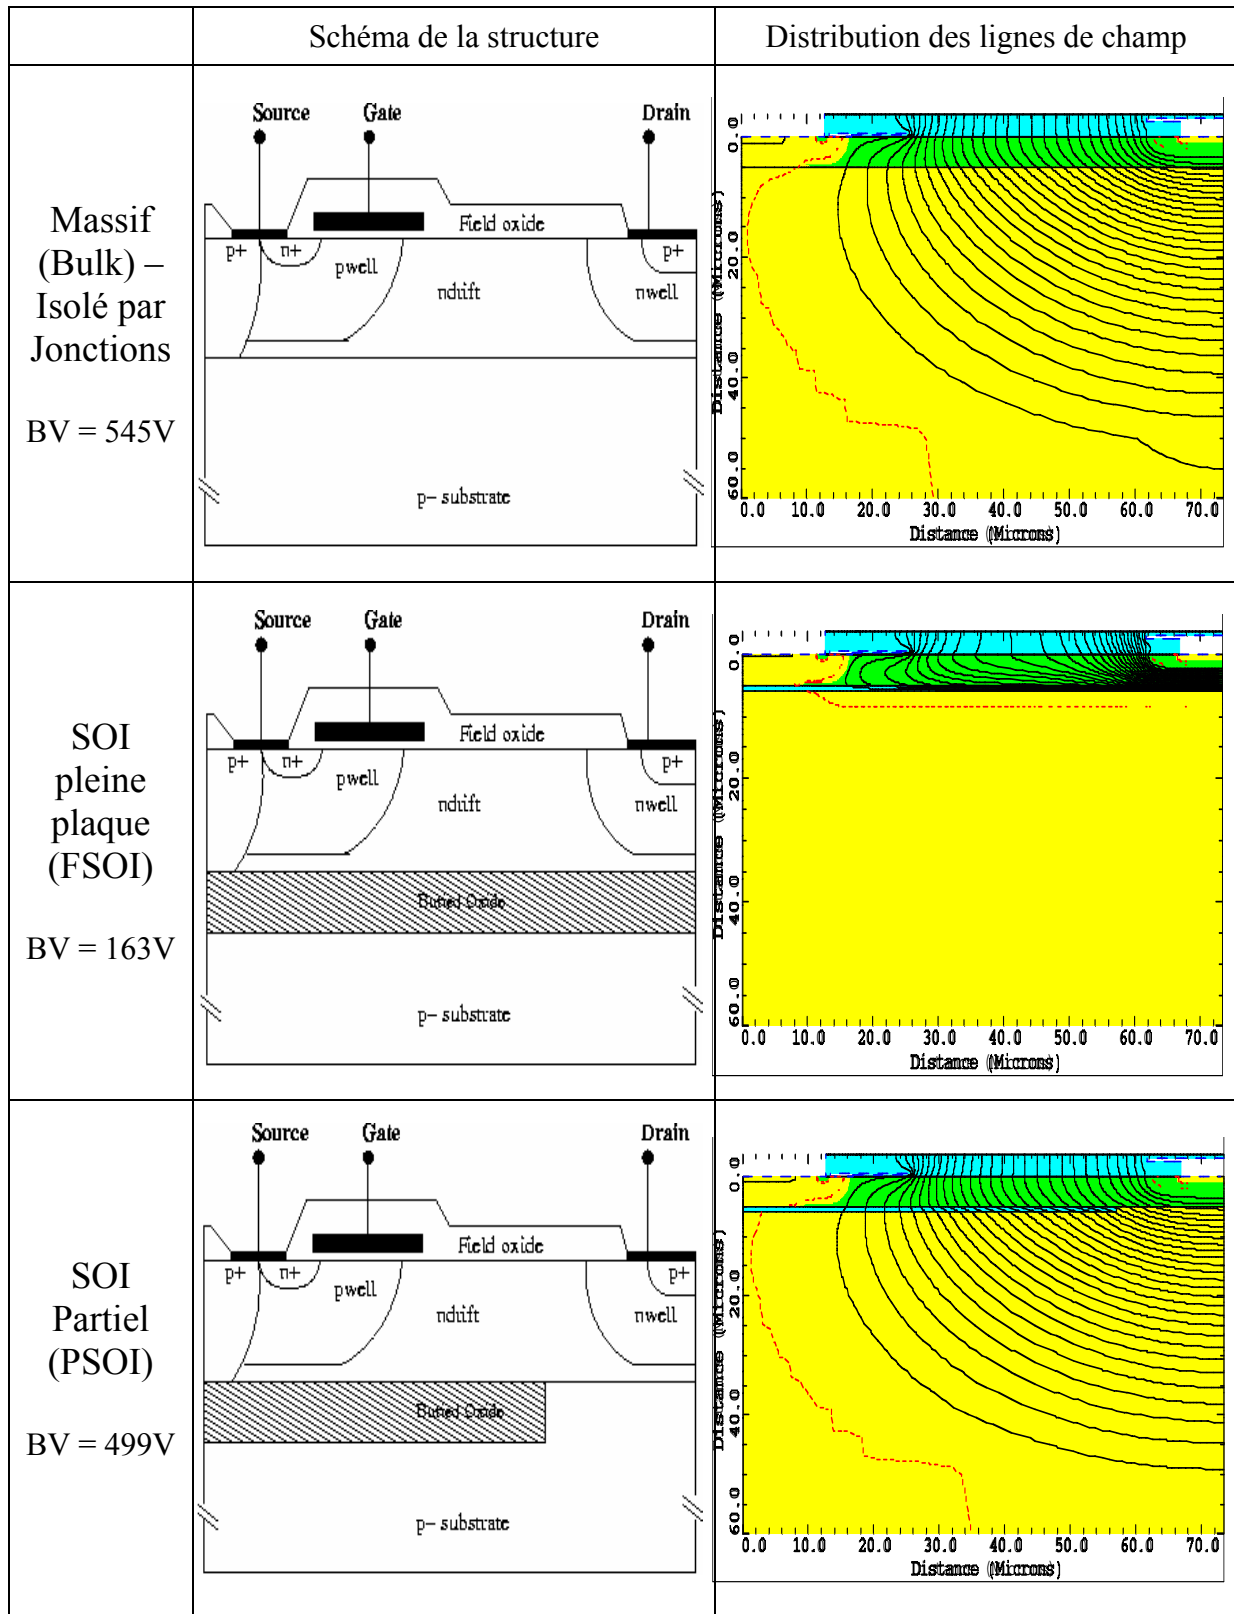 Schéma de la structure
Distribution des lignes de champ
Massif
(Bulk) –
Isolé par
Jonctions
BV = 545V
Source
Gate
Drain
Field oxide
p+
n+
pwell
ndrift
nwell
p+
p- substrate
0.0
20.0
40.0
60.0
Distance (Microns)
0.0 10.0 20.0 30.0 40.0 50.0 60.0 70.0
Distance (Microns)
SOI
pleine
plaque
(FSOI)
BV = 163V
Source
Gate
Drain
Field oxide
p+
n+
pwell
ndrift
nwell
p+
Buried Oxide
p- substrate
0.0
20.0
40.0
60.0
Distance (Microns)
0.0 10.0 20.0 30.0 40.0 50.0 60.0 70.0
Distance (Microns)
SOI
Partiel
(PSOI)
BV = 499V
Source
Gate
Drain
Field oxide
p+
n+
pwell
ndrift
nwell
p+
Buried Oxide
p- substrate
0.0
20.0
40.0
60.0
Distance (Microns)
0.0 10.0 20.0 30.0 40.0 50.0 60.0 70.0
Distance (Microns)